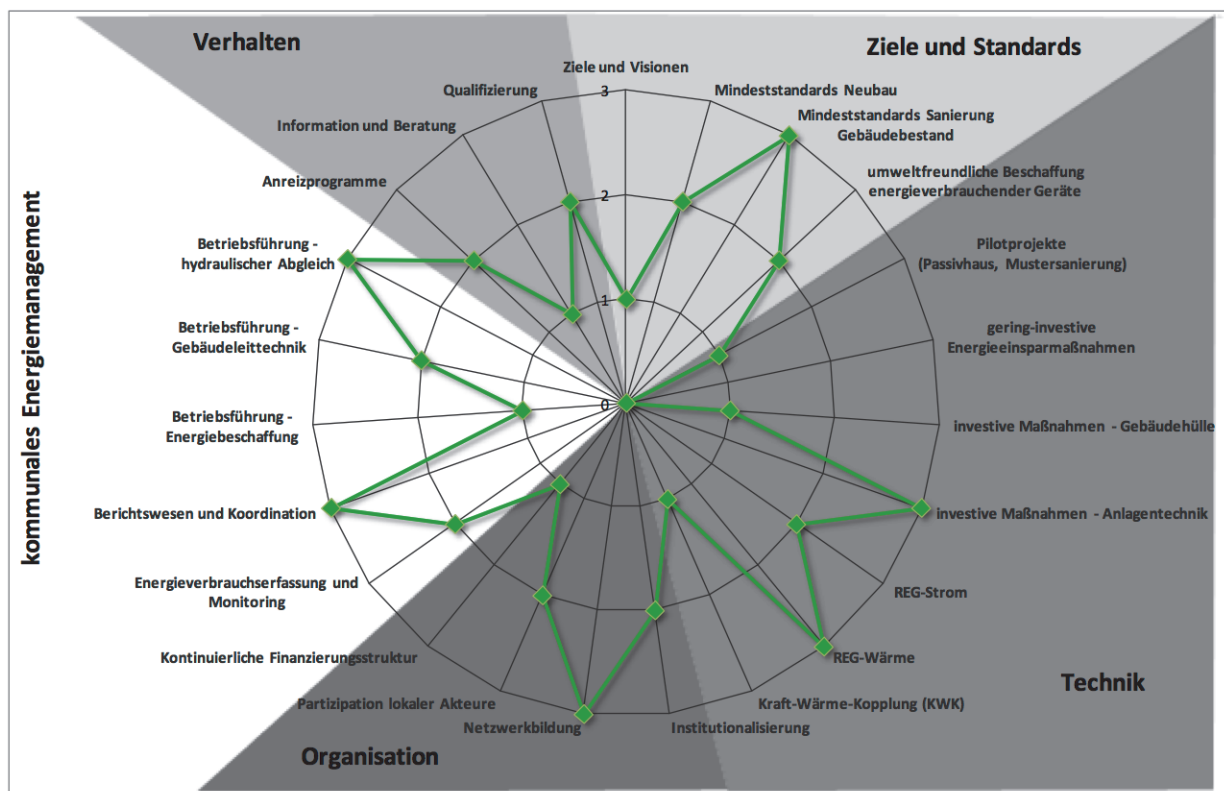 Verhalten
Ziele und Standards
Ziele und Visionen
Qualifizierung
3
Mindeststandards Neubau
Mindeststandards Sanierung
Gebäudebestand
Information und Beratung
umweltfreundliche Beschaffung
energieverbrauchender Geräte
Anreizprogramme
2
Betriebsführung -
hydraulischer Abgleich
Pilotprojekte
(Passivhaus, Mustersanierung)
kommunales Energiemanagement
1
Betriebsführung -
Gebäudeleittechnik
gering-investive
Energieeinsparmaßnahmen
0
Betriebsführung -
Energiebeschaffung
investive Maßnahmen - Gebäudehülle
Berichtswesen und Koordination
investive Maßnahmen - Anlagentechnik
Energieverbrauchserfassung und
Monitoring
REG-Strom
Kontinuierliche Finanzierungsstruktur
REG-Wärme
Technik
Partizipation lokaler Akteure
Kraft-Wärme-Kopplung (KWK)
Netzwerkbildung
Institutionalisierung
Organisation